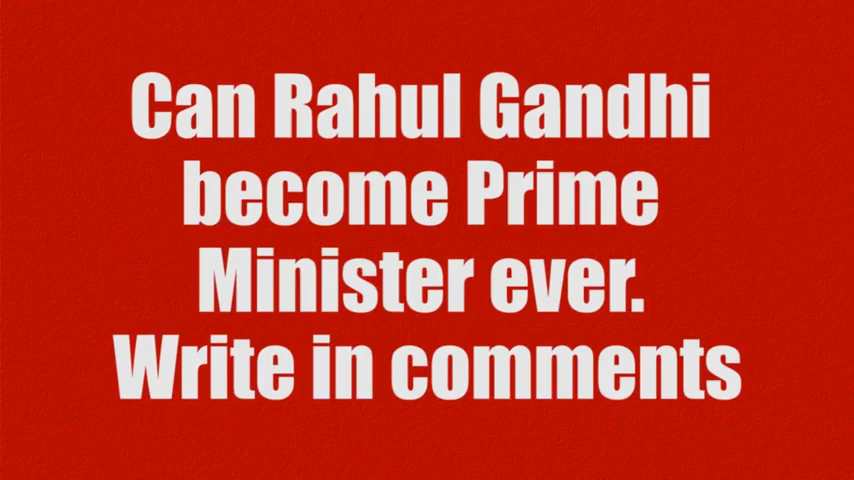 Can Rahul Gandhi
become Prime
Minister ever.
Write in comments